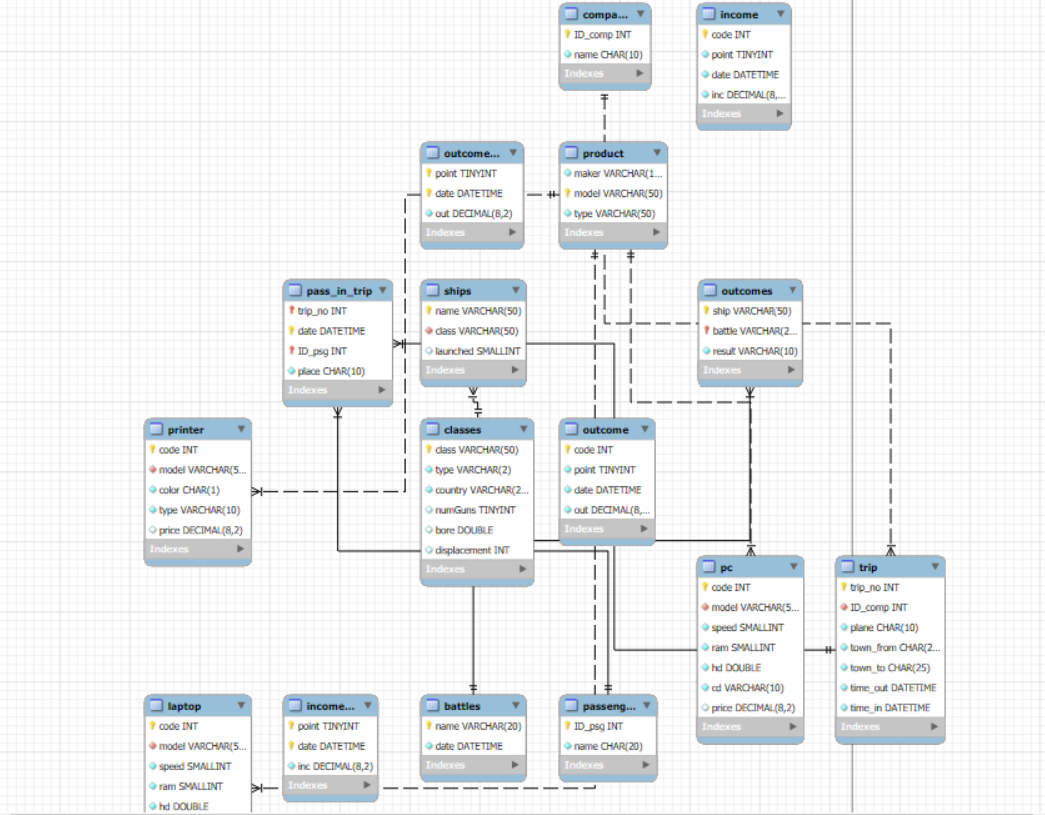 compa...
ID_comp INT
name CHAR(10)
Indexes
income
code INT
point TINYINT
date DATETIME
inc DECIMAL(8,...
Indexes
outcome...
point TINYINT
date DATETIME
out DECIMAL(8,2)
Indexes
product
maker VARCHAR(1...
model VARCHAR(50)
type VARCHAR(50)
Indexes
pass_in_trip
trip_no INT
date DATETIME
ID_psg INT
place CHAR(10)
Indexes
ships
name VARCHAR(50)
class VARCHAR(50)
launched SMALLINT
Indexes
outcomes
ship VARCHAR(50)
battle VARCHAR(2...
result VARCHAR(10)
Indexes
printer
code INT
model VARCHAR(5...
color CHAR(1)
type VARCHAR(10)
price DECIMAL(8,2)
Indexes
classes
class VARCHAR(50)
type VARCHAR(2)
country VARCHAR(2...
numGuns TINYINT
bore DOUBLE
displacement INT
Indexes
outcome
code INT
point TINYINT
date DATETIME
out DECIMAL(8,...
Indexes
pc
code INT
model VARCHAR(5...
speed SMALLINT
ram SMALLINT
hd DOUBLE
cd VARCHAR(10)
price DECIMAL(8,2)
Indexes
trip
trip_no INT
ID_comp INT
plane CHAR(10)
town_from CHAR(2...
town_to CHAR(25)
time_out DATETIME
time_in DATETIME
Indexes
laptop
code INT
model VARCHAR(5...
speed SMALLINT
ram SMALLINT
hd DOUBLE
income...
point TINYINT
date DATETIME
inc DECIMAL(8,2)
Indexes
battles
name VARCHAR(20)
date DATETIME
Indexes
passeng...
ID_psg INT
name CHAR(20)
Indexes